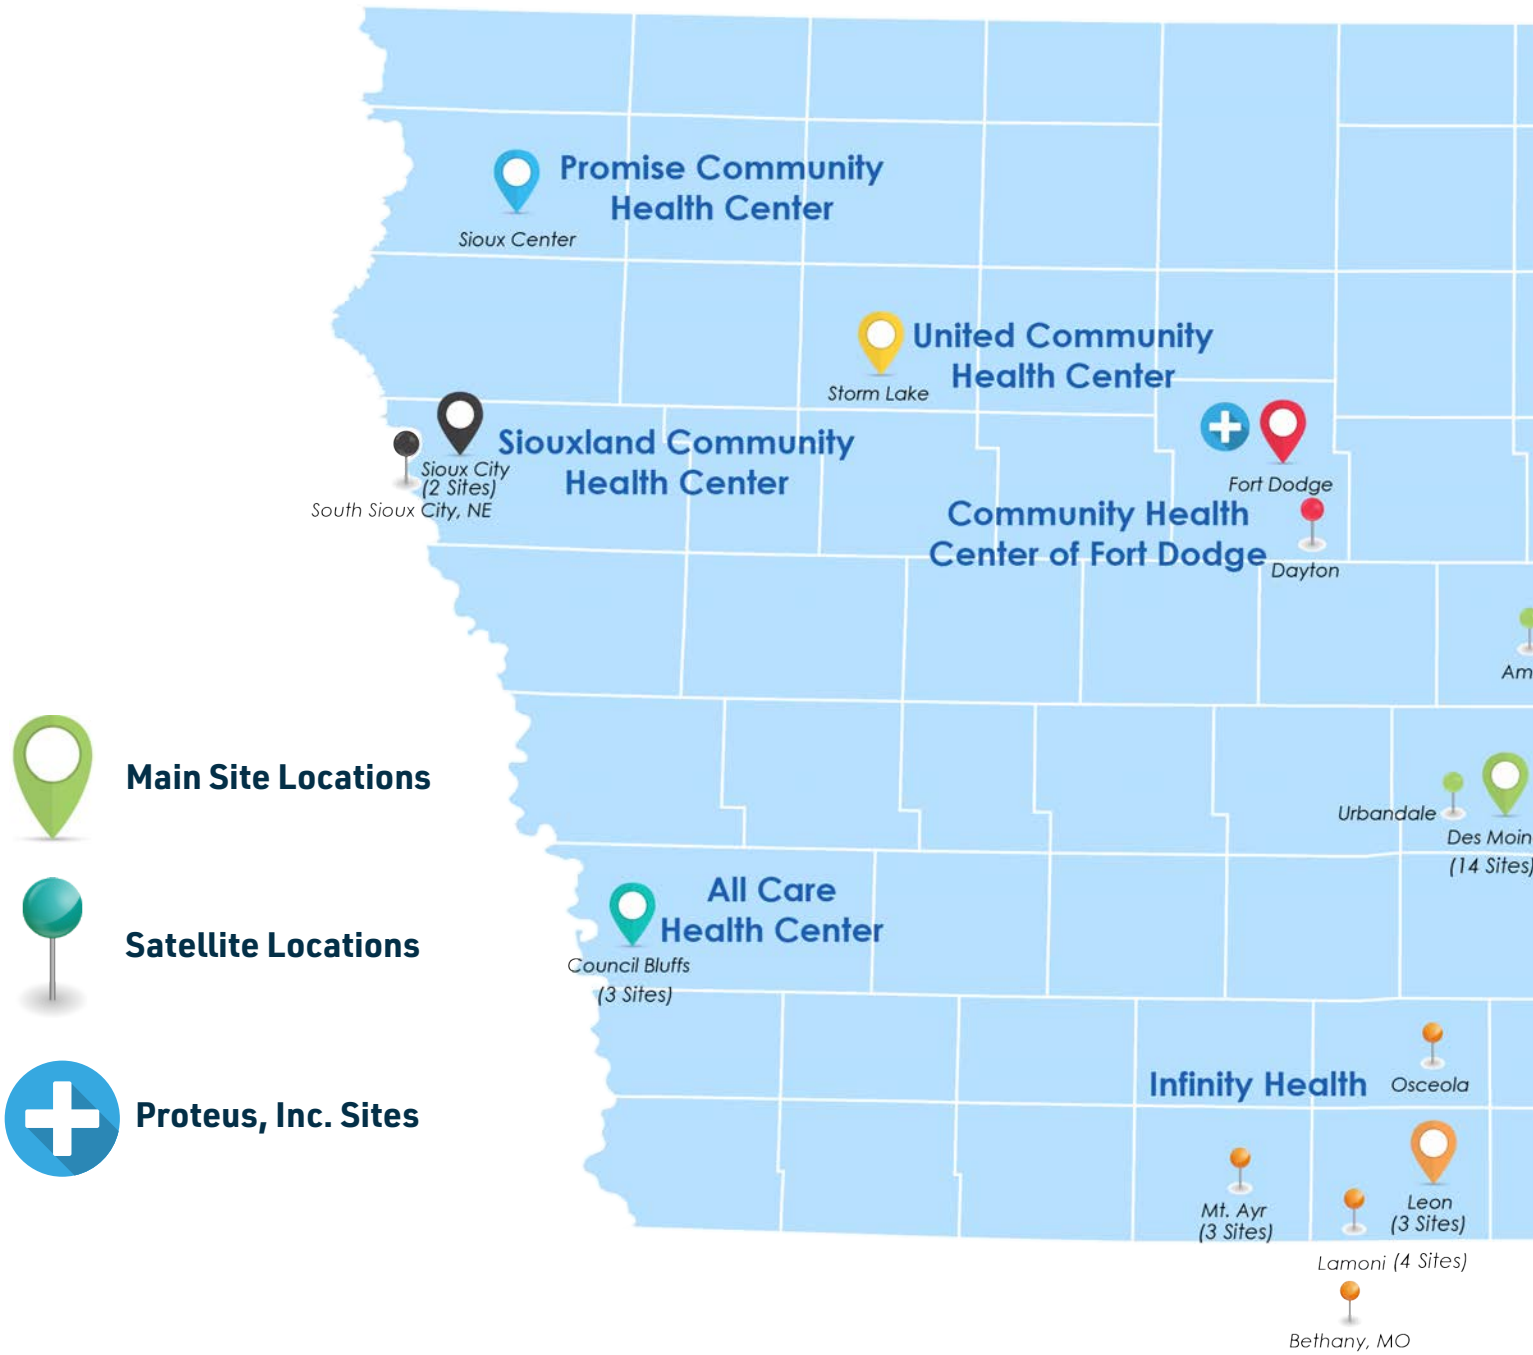 Promise Community
Health Center
Sioux Center
United Community
Health Center
Storm Lake
Siouxland Community
Health Center
Sioux City
(2 Sites)
South Sioux City, NE
Fort Dodge
Community Health
Center of Fort Dodge
Dayton
Am
Main Site Locations
Urbandale
Des Moin
(14 Sites)
All Care
Health Center
Council Bluffs
(3 Sites)
Satellite Locations
Infinity Health
Osceola
Proteus, Inc. Sites
Mt. Ayr
(3 Sites)
Leon
(3 Sites)
Lamoni (4 Sites)
Bethany, MO